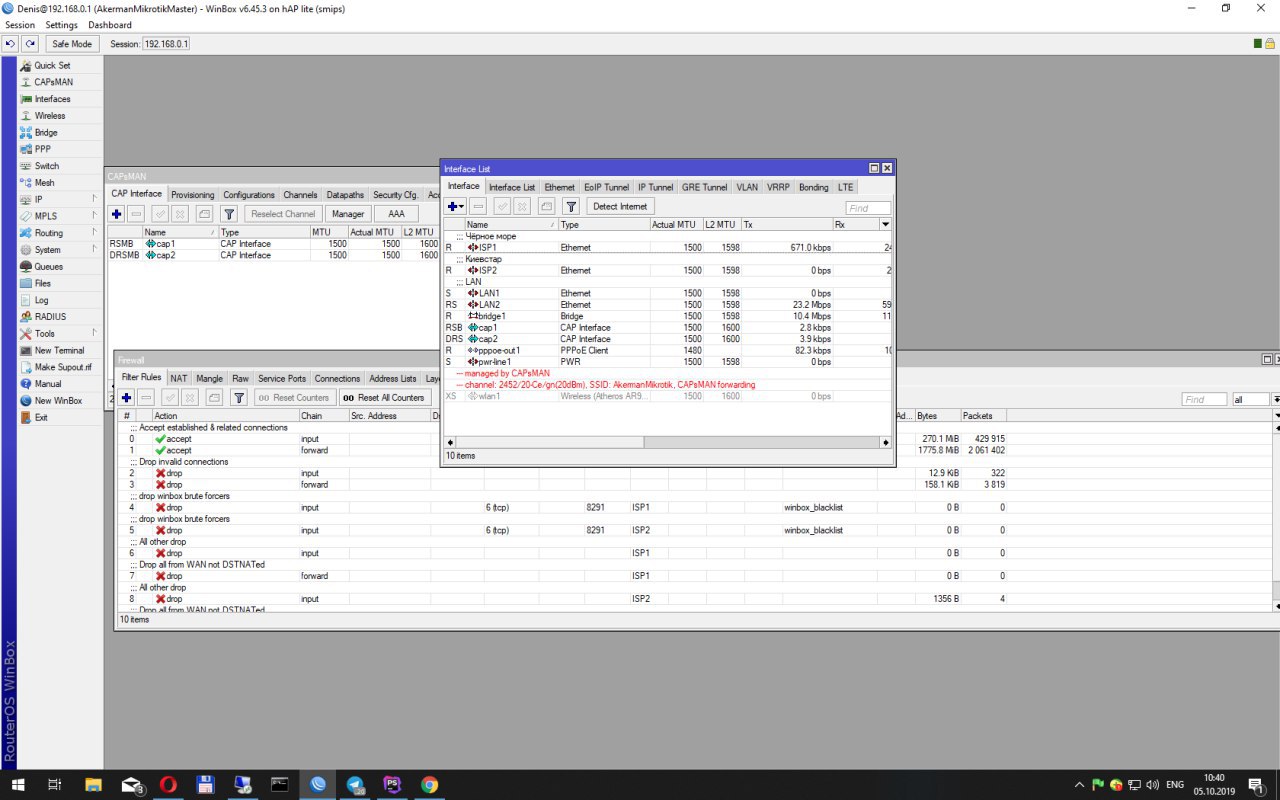 Denis@192.168.0.1 (AkermanMikrotikMaster) - WinBox v6.45.3 on hAP lite (smips)
Session Settings Dashboard
Safe Mode Session: 192.168.0.1
Quick Set
CAPsMAN
Interfaces
Wireless
Bridge
PPP
Switch
Mesh
IP
MPLS
Routing
System
Queues
Files
Log
RADIUS
Tools
New Terminal
Make Supout.rif
Manual
New WinBox
Exit
RouterOS WinBox
CAPsMAN
CAP Interface Provisioning Configurations Channels Datapaths Security Cfg.
Reselect Channel Manager AAA
Name Type MTU Actual MTU L2 MTU
RSMB cap1 CAP Interface 1500 1500 1600
DRSMB cap2 CAP Interface 1500 1500 1600
Interface List
Interface Interface List Ethernet EoIP Tunnel IP Tunnel GRE Tunnel VLAN VRRP Bonding LTE
Detect Internet Find
Name Type Actual MTU L2 MTU Tx Rx
;;; Чёрное море
R ISP1 Ethernet 1500 1598 671.0 kbps
;;; Киевстар
R ISP2 Ethernet 1500 1598 0 bps
;;; LAN
S LAN1 Ethernet 1500 1598 0 bps
RS LAN2 Ethernet 1500 1598 23.2 Mbps
R bridge1 Bridge 1500 1598 10.4 Mbps
RSB cap1 CAP Interface 1500 1600 2.8 kbps
DRS cap2 CAP Interface 1500 1600 3.9 kbps
R pppoe-out1 PPPoE Client 1480 82.3 kbps
S pwr-line1 PWR 1500 1598 0 bps
--- managed by CAPsMAN
--- channel: 2452/20-Ce/gn(20dBm), SSID: AkermanMikrotik, CAPsMAN forwarding
XS wlan1 Wireless (Atheros AR9... 1500 1600 0 bps
10 items
Firewall
Filter Rules NAT Mangle Raw Service Ports Connections Address Lists
Reset Counters 00 Reset All Counters Find all
# Action Chain Src. Address Ad... Bytes Packets
;;; Accept established & related connections
0 accept input 270.1 MiB 429 915
1 accept forward 1775.8 MiB 2 061 402
;;; Drop invalid connections
2 drop input 12.9 KiB 322
3 drop forward 158.1 KiB 3 819
;;; drop winbox brute forcers
4 drop input 6 (tcp) 8291 ISP1 winbox_blacklist 0 B 0
;;; drop winbox brute forcers
5 drop input 6 (tcp) 8291 ISP2 winbox_blacklist 0 B 0
;;; All other drop
6 drop input ISP1 0 B 0
;;; Drop all from WAN not DSTNATed
7 drop forward ISP1 0 B 0
;;; All other drop
8 drop input ISP2 1356 B 4
;;; Drop all from WAN not DSTNATed
10 items
ENG
10:40
05.10.2019